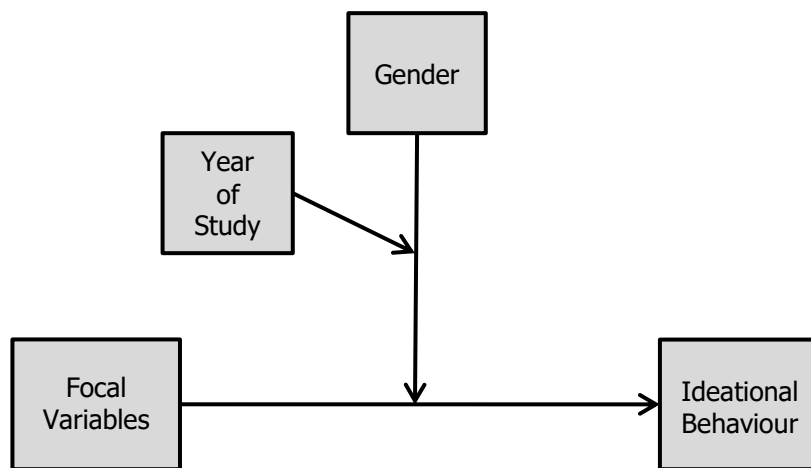 Gender
Year
of
Study
Focal
Variables
Ideational
Behaviour